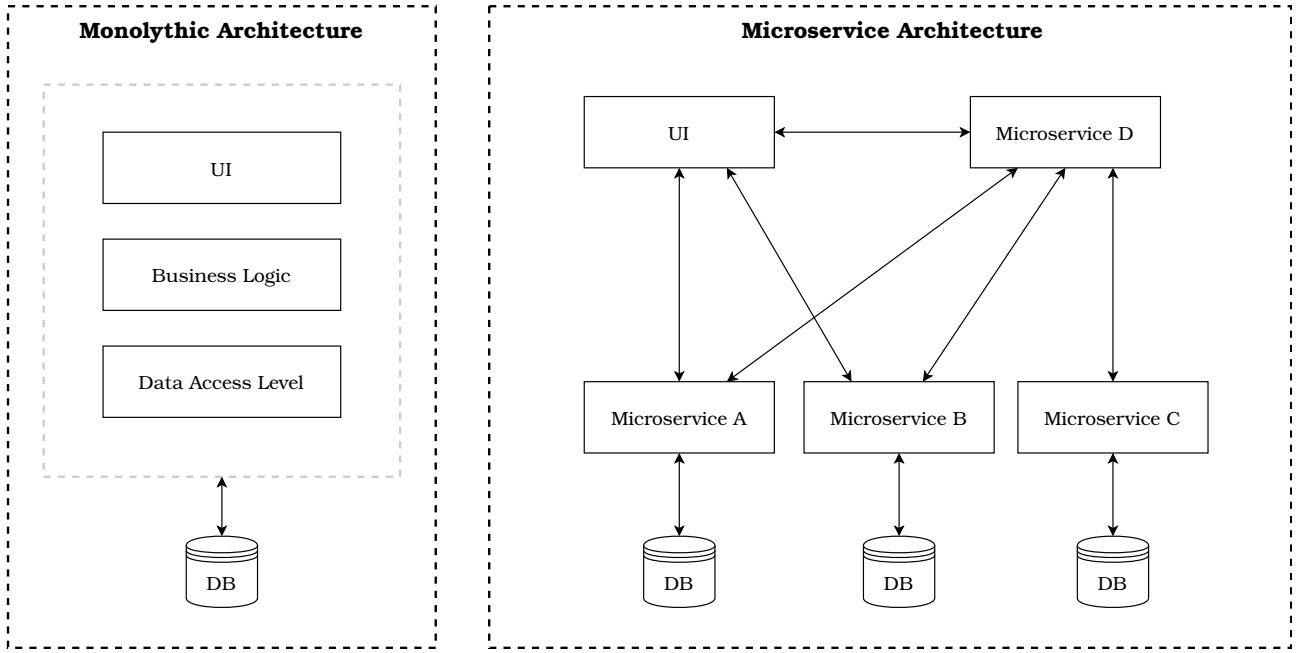 Monolythic Architecture
UI
Business Logic
Data Access Level
DB
Microservice Architecture
UI
Microservice D
Microservice A
Microservice B
Microservice C
DB
DB
DB